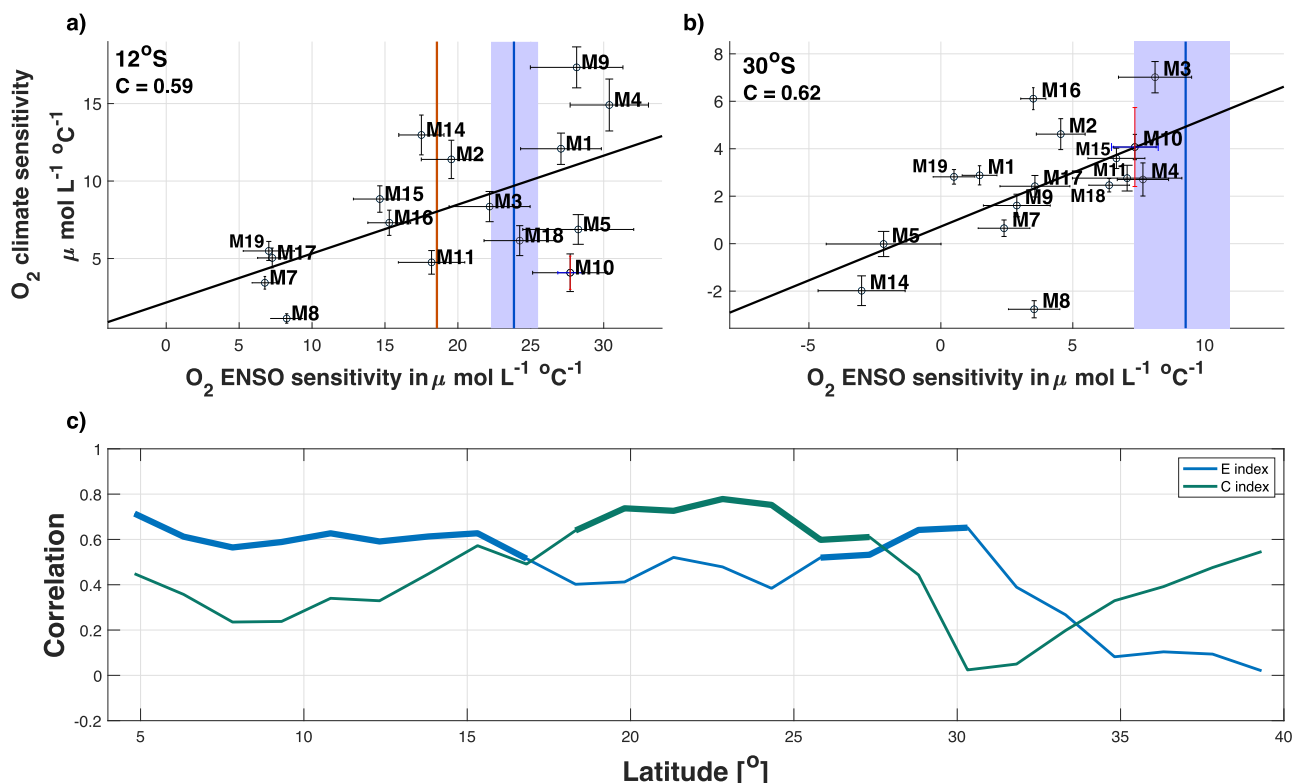 a)
12°S
C = 0.59
M9
M4
M14
M1
M2
M15
M3
M16
M5
M19
M18
M17
M11
M10
M7
M8
15
10
5
0
5
10
15
20
25
30
O2 climate sensitivity
μ mol L-1 °C-1
O2 ENSO sensitivity in μ mol L-1 °C-1
b)
30°S
C = 0.62
M3
M16
M2
M10
M15
M19
M1
M17
M11
M4
M18
M9
M7
M5
M14
M8
8
6
4
2
0
-2
-5
0
5
10
O2 ENSO sensitivity in μ mol L-1 °C-1
c)
1
0.8
0.6
0.4
0.2
0
-0.2
Correlation
E index
C index
5
10
15
20
25
30
35
40
Latitude [°]